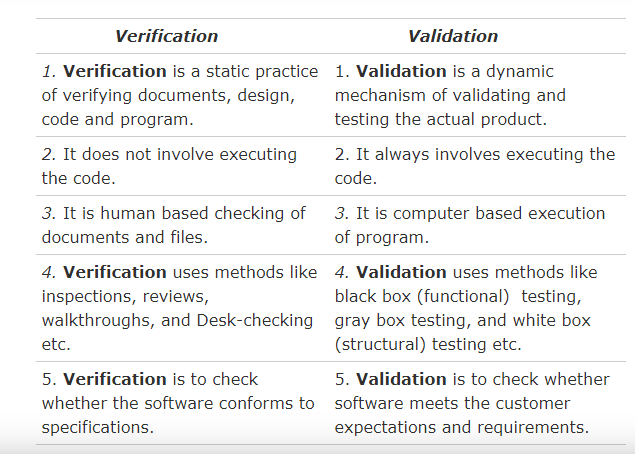 Verification
Validation
1. Verification is a static practice
of verifying documents, design,
code and program.
1. Validation is a dynamic
mechanism of validating and
testing the actual product.
2. It does not involve executing
the code.
2. It always involves executing the
code.
3. It is human based checking of
documents and files.
3. It is computer based execution
of program.
4. Verification uses methods like
inspections, reviews,
walkthroughs, and Desk-checking
etc.
4. Validation uses methods like
black box (functional)  testing,
gray box testing, and white box
(structural) testing etc.
5. Verification is to check
whether the software conforms to
specifications.
5. Validation is to check whether
software meets the customer
expectations and requirements.